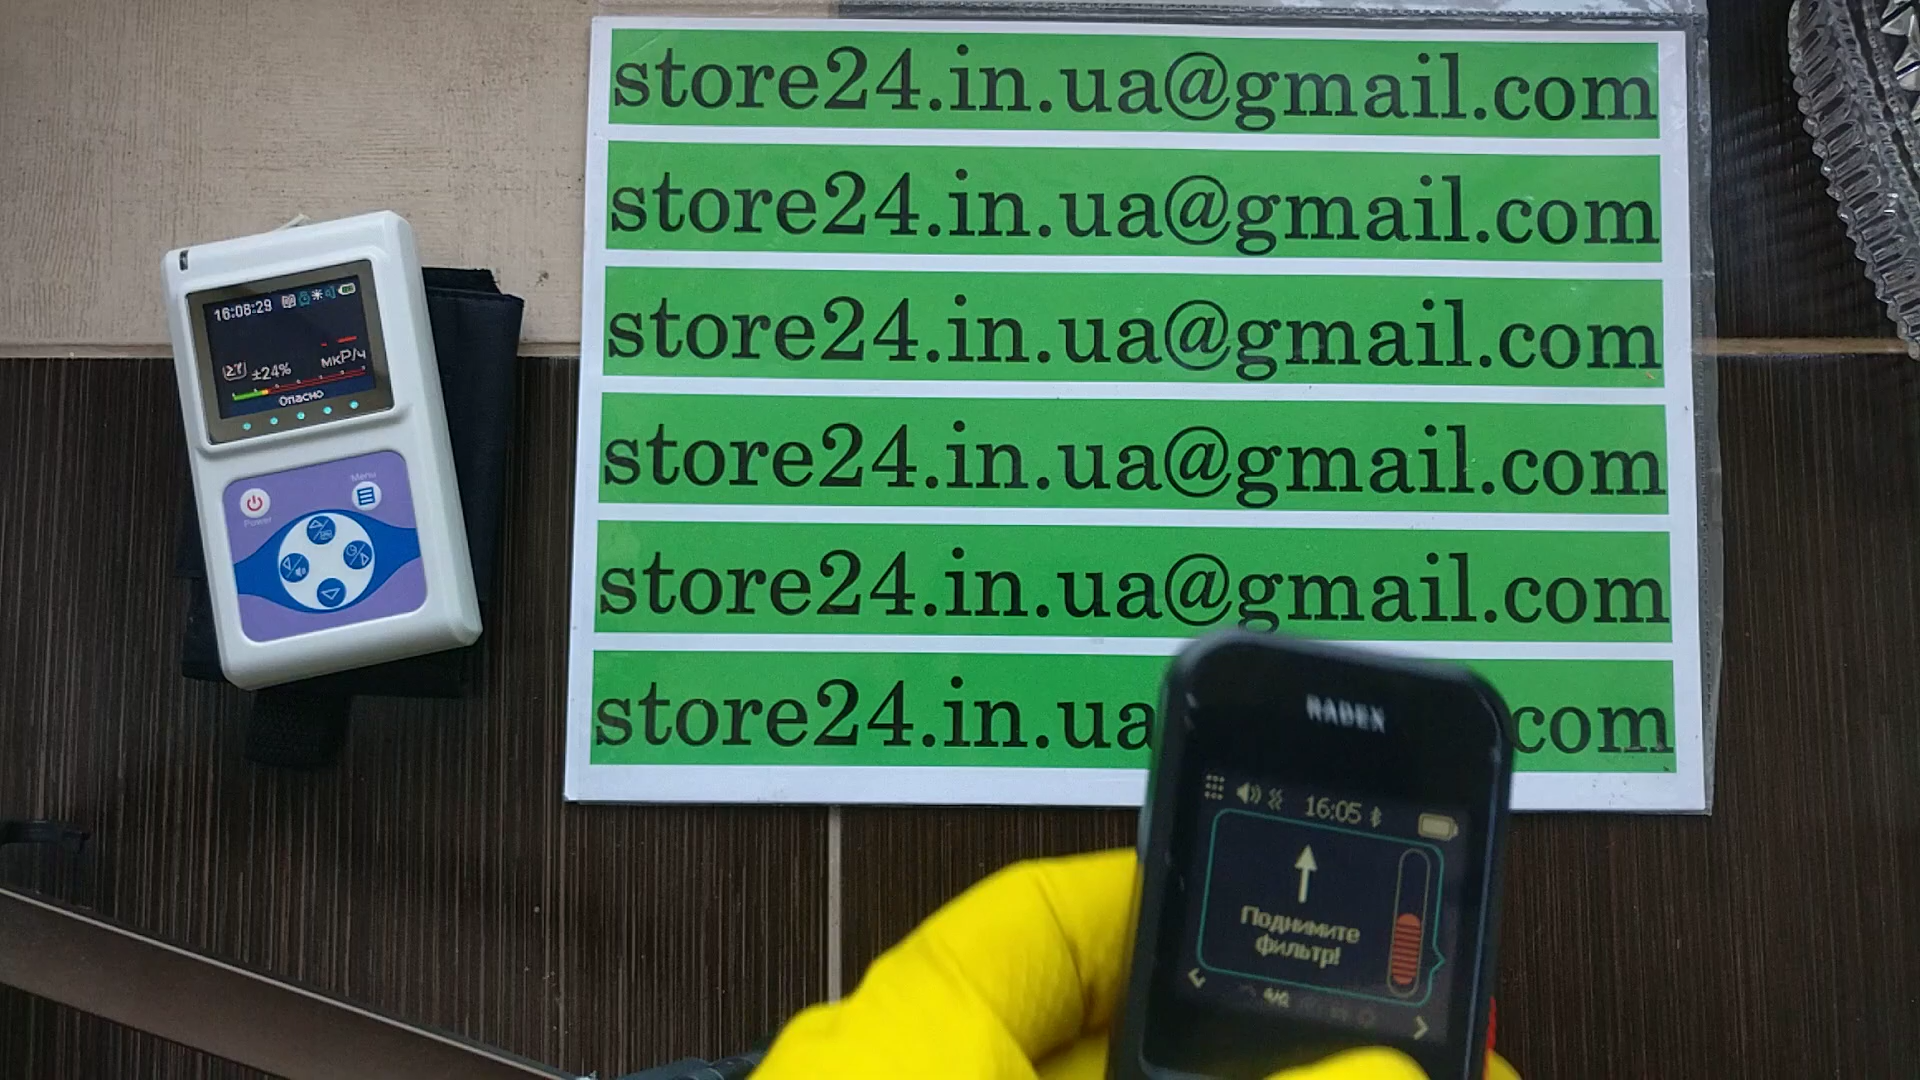 store24.in.ua@gmail.com
store24.in.ua@gmail.com
store24.in.ua@gmail.com
store24.in.ua@gmail.com
store24.in.ua@gmail.com
store24.in.ua com
16:08:29
±24%
мкР/ч
Опасно
Menu
Power
RADEX
16:05
Поднимите
фильтр!